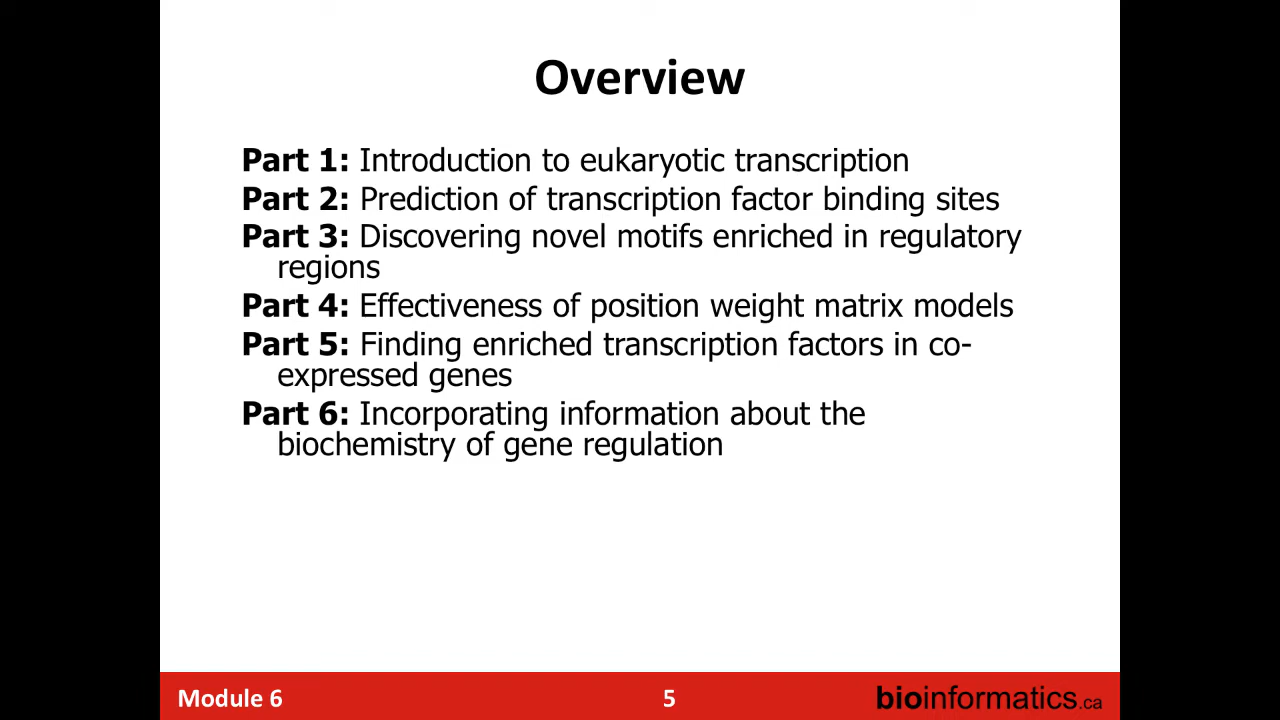 Overview
Part 1: Introduction to eukaryotic transcription
Part 2: Prediction of transcription factor binding sites
Part 3: Discovering novel motifs enriched in regulatory
regions
Part 4: Effectiveness of position weight matrix models
Part 5: Finding enriched transcription factors in co-
expressed genes
Part 6: Incorporating information about the
biochemistry of gene regulation
Module 6
5
bioinformatics.ca